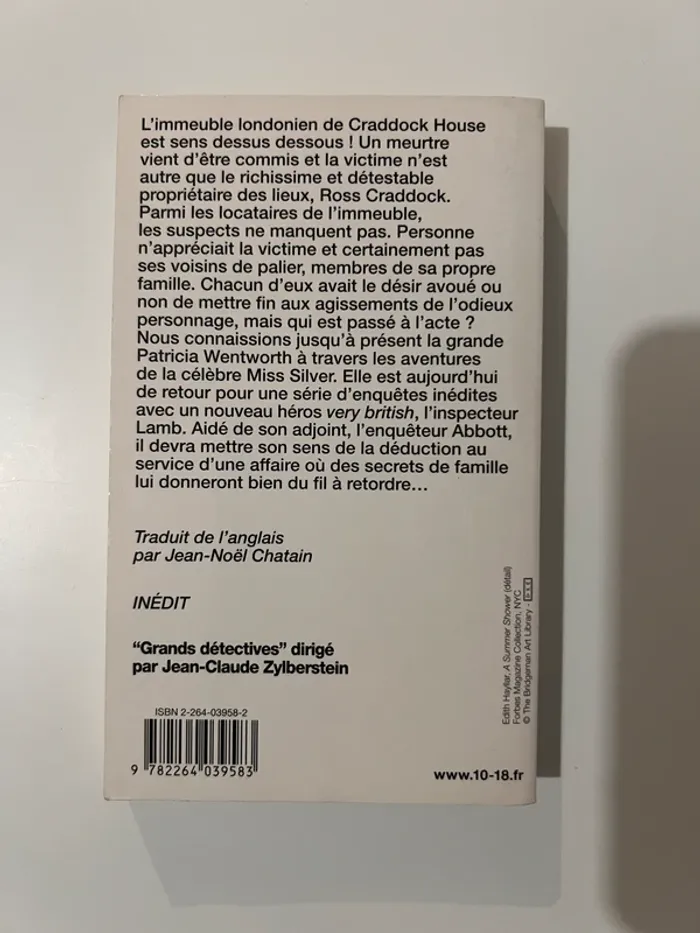 L'immeuble londonien de Craddock House
est sens dessus dessous ! Un meurtre
vient d'être commis et la victime n'est
autre que le richissime et détestable
propriétaire des lieux, Ross Craddock.
Parmi les locataires de l'immeuble,
les suspects ne manquent pas. Personne
n'appréciait la victime et certainement pas
ses voisins de palier, membres de sa propre
famille. Chacun d'eux avait le désir avoué ou
non de mettre fin aux agissements de l'odieux
personnage, mais qui est passé à l'acte ?
Nous connaissions jusqu'à présent la grande
Patricia Wentworth à travers les aventures
de la célèbre Miss Silver. Elle est aujourd'hui
de retour pour une série d'enquêtes inédites
avec un nouveau héros very british, l'inspecteur
Lamb. Aidé de son adjoint, l'enquêteur Abbott,
il devra mettre son sens de la déduction au
service d'une affaire où des secrets de famille
lui donneront bien du fil à retordre...
Traduit de l'anglais
par Jean-Noël Chatain
INÉDIT
"Grands détectives" dirigé
par Jean-Claude Zylberstein
ISBN 2-264-03958-2
9 782264 039583
www.10-18.fr
Edith Hayllar, A Summer Shower (détail)
Forbes Magazine Collection, NYC
© The Bridgeman Art Library -